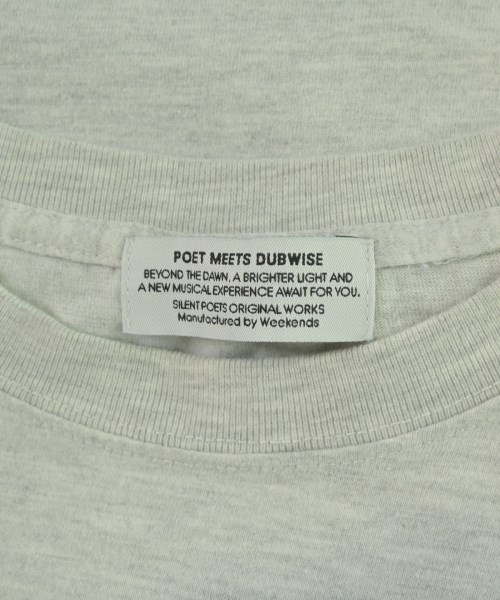 POET MEETS DUBWISE
BEYOND THE DAWN, A BRIGHTER LIGHT AND
A NEW MUSICAL EXPERIENCE AWAIT FOR YOU.
SILENT POETS ORIGINAL WORKS
Manufactured by Weekends